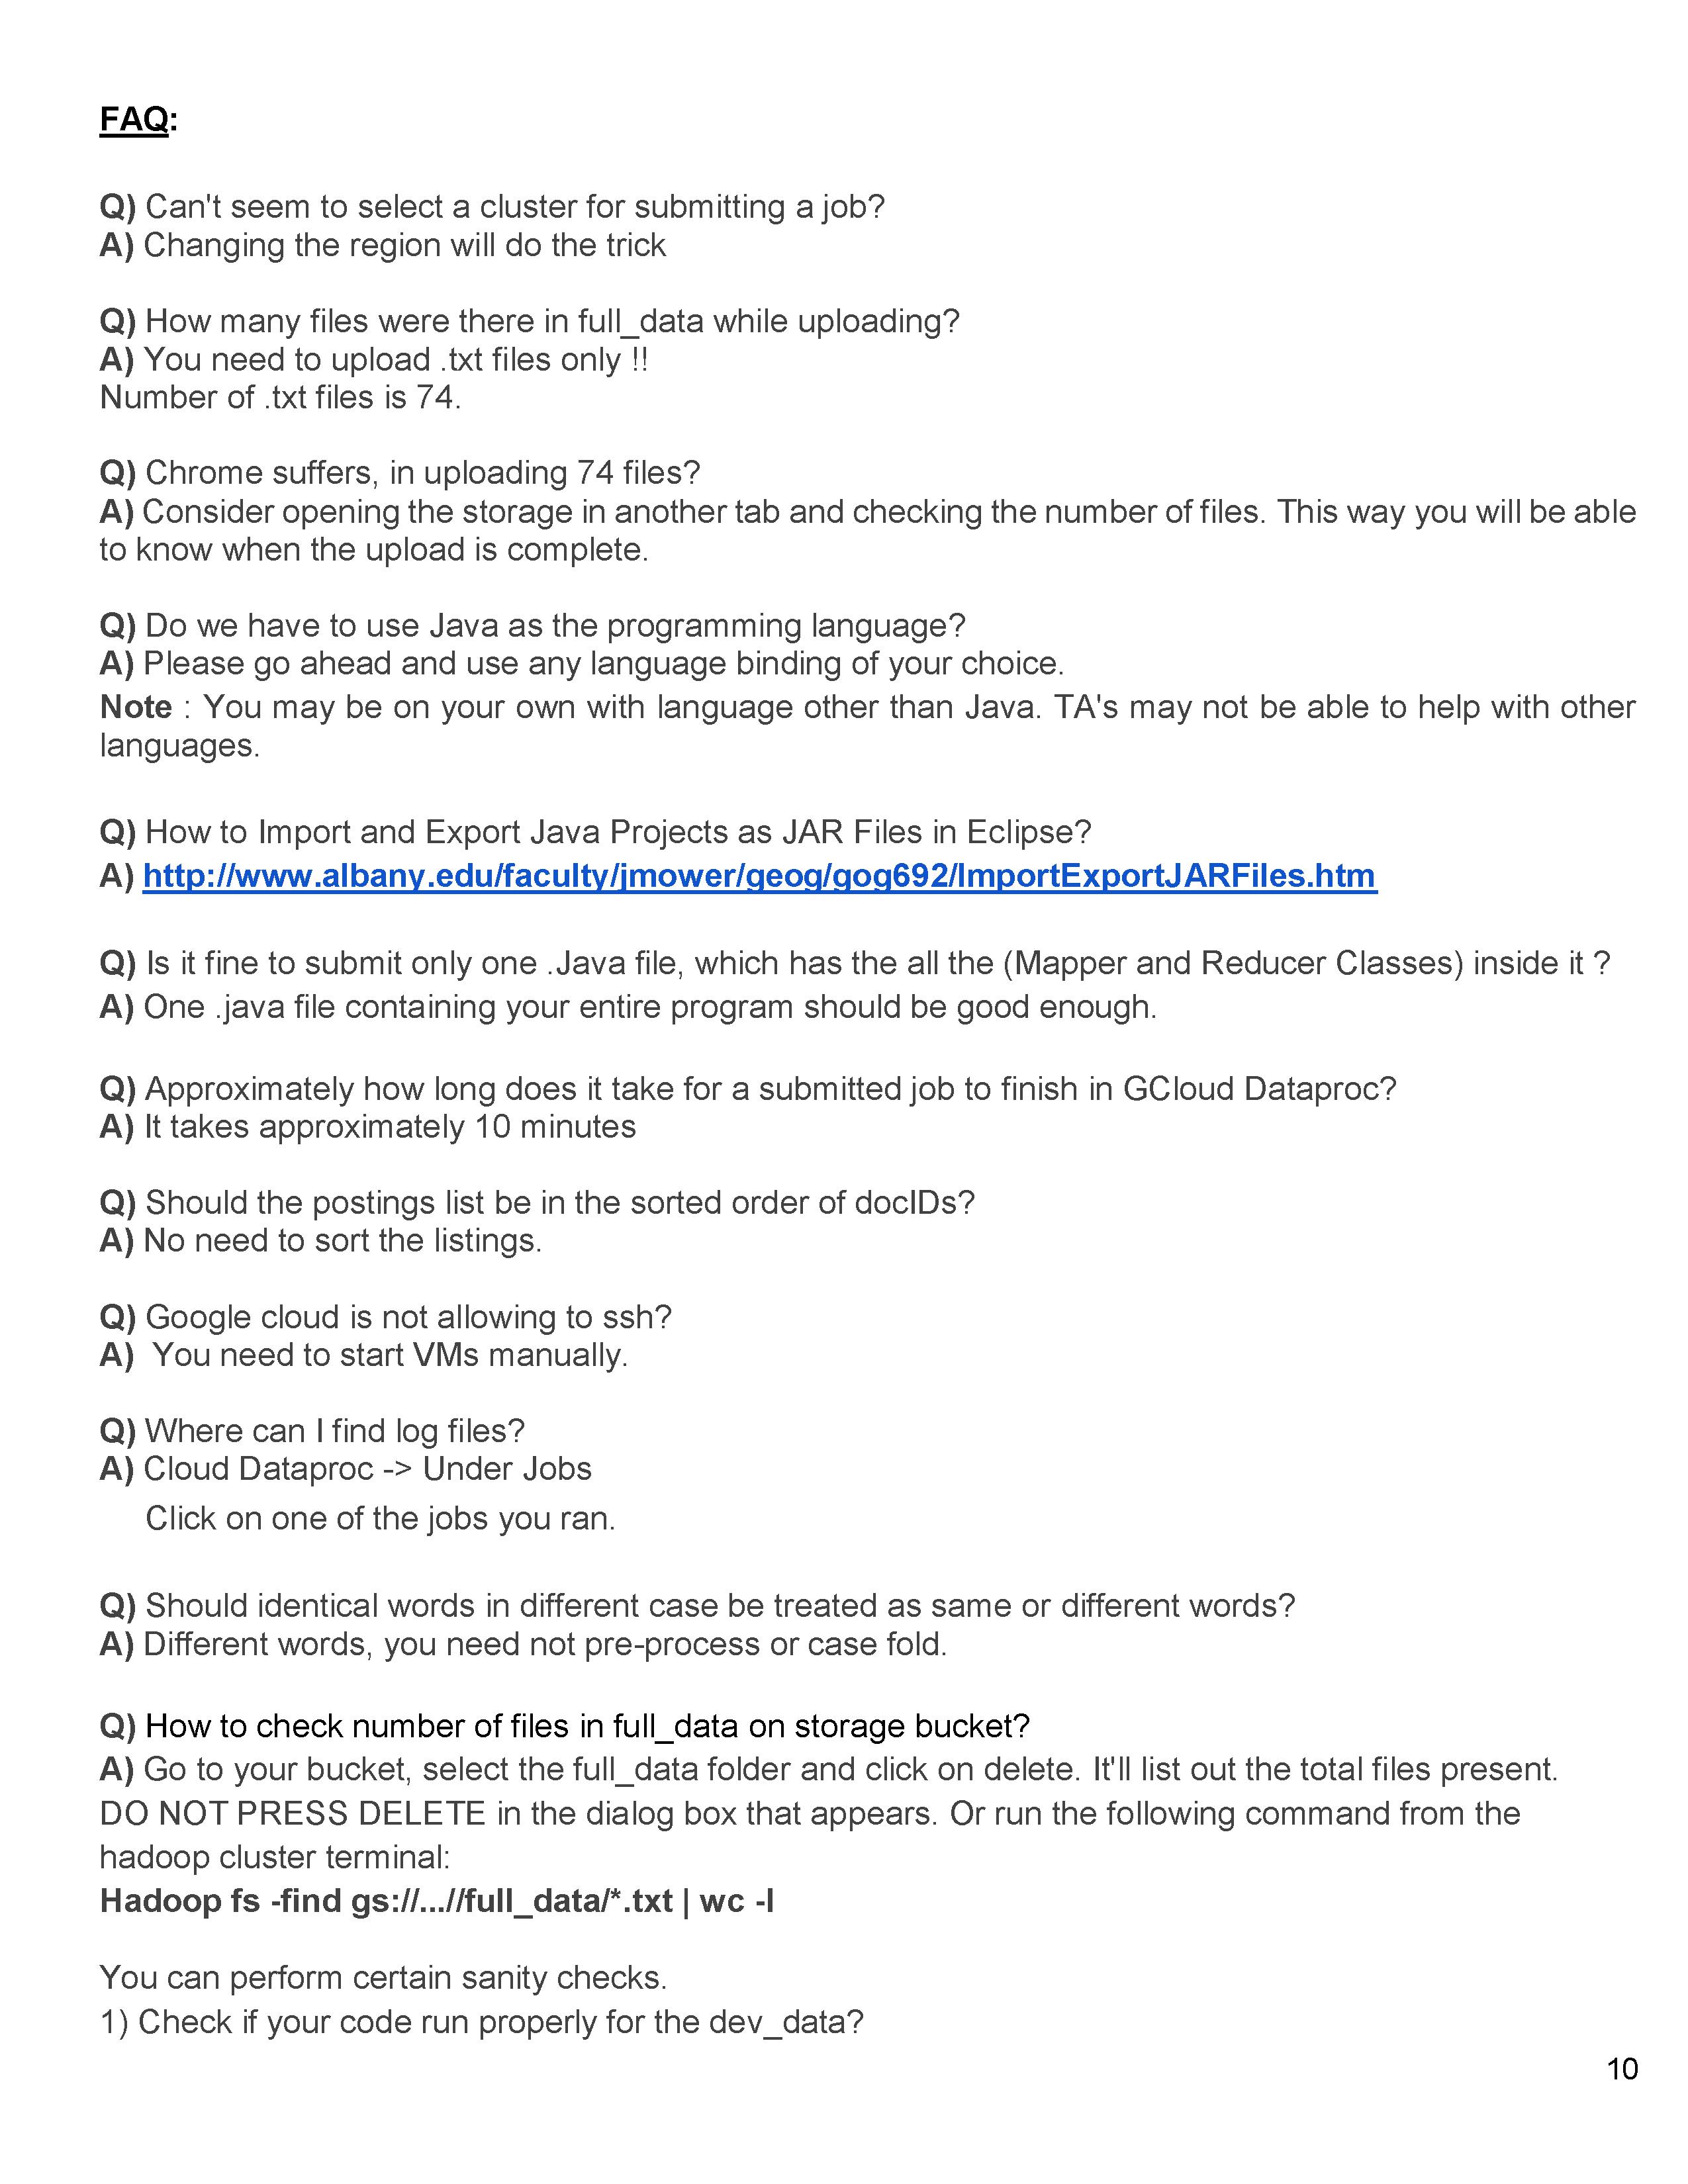 FAQ:
Q) Can't seem to select a cluster for submitting a job?
A) Changing the region will do the trick
Q) How many files were there in full_data while uploading?
A) You need to upload .txt files only !!
Number of .txt files is 74.
Q) Chrome suffers, in uploading 74 files?
A) Consider opening the storage in another tab and checking the number of files. This way you will be able
to know when the upload is complete.
Q) Do we have to use Java as the programming language?
A) Please go ahead and use any language binding of your choice.
Note : You may be on your own with language other than Java. TA's may not be able to help with other
languages.
Q) How to Import and Export Java Projects as JAR Files in Eclipse?
A) http://www.albany.edu/faculty/jmower/geog/gog692/ImportExportJARFiles.htm
Q) Is it fine to submit only one .Java file, which has the all the (Mapper and Reducer Classes) inside it ?
A) One .java file containing your entire program should be good enough.
Q) Approximately how long does it take for a submitted job to finish in GCloud Dataproc?
A) It takes approximately 10 minutes
Q) Should the postings list be in the sorted order of docIDs?
A) No need to sort the listings.
Q) Google cloud is not allowing to ssh?
A) You need to start VMs manually.
Q) Where can I find log files?
A) Cloud Dataproc -> Under Jobs
Click on one of the jobs you ran.
Q) Should identical words in different case be treated as same or different words?
A) Different words, you need not pre-process or case fold.
Q) How to check number of files in full_data on storage bucket?
A) Go to your bucket, select the full_data folder and click on delete. It'll list out the total files present.
DO NOT PRESS DELETE in the dialog box that appears. Or run the following command from the
hadoop cluster terminal:
Hadoop fs -find gs://...//full_data/*.txt | wc -l
You can perform certain sanity checks.
1) Check if your code run properly for the dev_data?
10